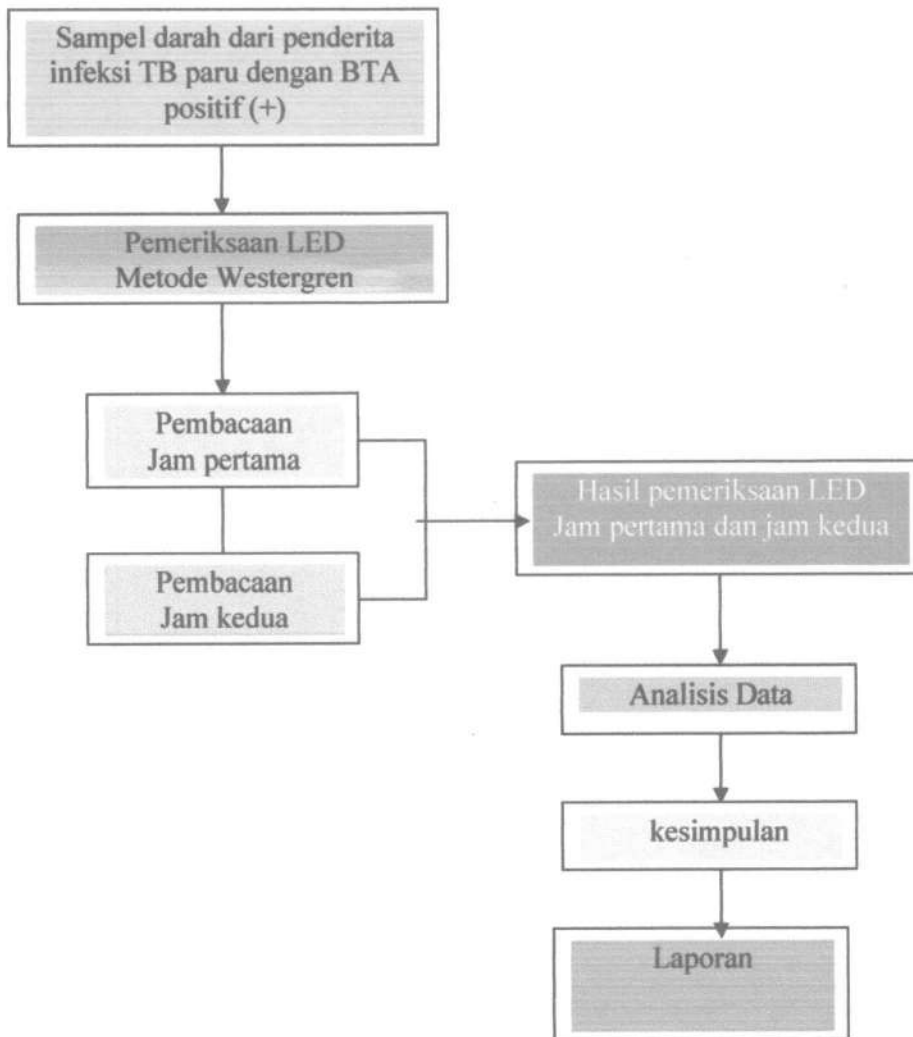 Sampel darah dari penderita
infeksi TB paru dengan BTA
positif (+)
Pemeriksaan LED
Metode Westergren
Pembacaan
Jam pertama
Pembacaan
Jam kedua
Hasil pemeriksaan LED
Jam pertama dan jam kedua
Analisis Data
kesimpulan
Laporan